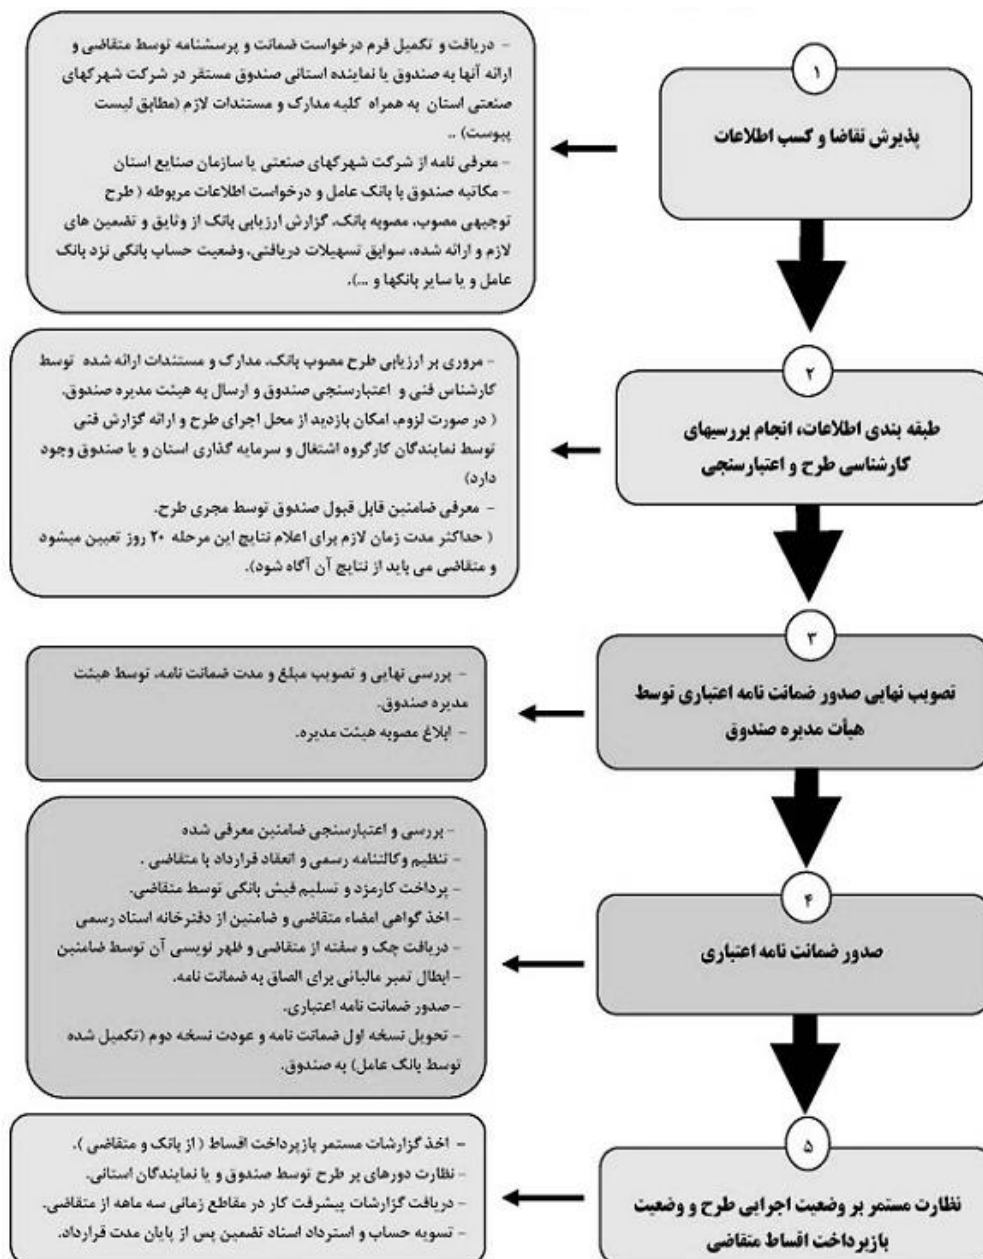 ۱
پذیرش تقاضا و کسب اطلاعات
- دریافت و تکمیل فرم درخواست ضمانت و پرسشنامه توسط متقاضی و
ارائه آنها به صندوق یا نماینده استانی صندوق مستقر در شرکت شهرکهای
صنعتی استان به همراه کلیه مدارک و مستندات لازم (مطابق لیست
پیوست) ..
- معرفی نامه از شرکت شهرکهای صنعتی یا سازمان صنایع استان
- مکاتبه صندوق با بانک عامل و درخواست اطلاعات مربوطه ( طرح
توجیهی مصوب، مصوبه بانک، گزارش ارزیابی بانک از وثایق و تضمین های
لازم و ارائه شده، سوابق تسهیلات دریافتی، وضعیت حساب بانکی نزد بانک
عامل و یا سایر بانکها و ...).
۲
طبقه بندی اطلاعات، انجام بررسیهای
کارشناسی طرح و اعتبارسنجی
- مروری بر ارزیابی طرح مصوب بانک، مدارک و مستندات ارائه شده توسط
کارشناس فنی و اعتبارسنجی صندوق و ارسال به هیئت مدیره صندوق.
( در صورت لزوم، امکان بازدید از محل اجرای طرح و ارائه گزارش فنی
توسط نمایندگان کارگروه اشتغال و سرمایه گذاری استان و یا صندوق وجود
دارد)
- معرفی ضامنین قابل قبول صندوق توسط مجری طرح.
( حداکثر مدت زمان لازم برای اعلام نتایج این مرحله ۲۰ روز تعیین میشود
و متقاضی می باید از نتایج آن آگاه شود).
۳
تصویب نهایی صدور ضمانت نامه اعتباری توسط
هیأت مدیره صندوق
- بررسی نهایی و تصویب مبلغ و مدت ضمانت نامه، توسط هیئت
مدیره صندوق.
- ابلاغ مصوبه هیئت مدیره.
۴
صدور ضمانت نامه اعتباری
- بررسی و اعتبارسنجی ضامنین معرفی شده
- تنظیم وکالتنامه رسمی و انعقاد قرارداد با متقاضی .
- پرداخت کارمزد و تسلیم فیش بانکی توسط متقاضی.
- اخذ گواهی امضاء متقاضی و ضامنین از دفترخانه اسناد رسمی
- دریافت چک و سفته از متقاضی و ظهر نویسی آن توسط ضامنین
- ابطال تمبر مالیاتی برای الصاق به ضمانت نامه.
- صدور ضمانت نامه اعتباری.
- تحویل نسخه اول ضمانت نامه و عودت نسخه دوم (تکمیل شده
توسط بانک عامل) به صندوق.
۵
نظارت مستمر بر وضعیت اجرایی طرح و وضعیت
بازپرداخت اقساط متقاضی
- اخذ گزارشات مستمر بازپرداخت اقساط ( از بانک و متقاضی ).
- نظارت دورهای بر طرح توسط صندوق و یا نمایندگان استانی.
- دریافت گزارشات پیشرفت کار در مقاطع زمانی سه ماهه از متقاضی.
- تسویه حساب و استرداد اسناد تضمین پس از پایان مدت قرارداد.